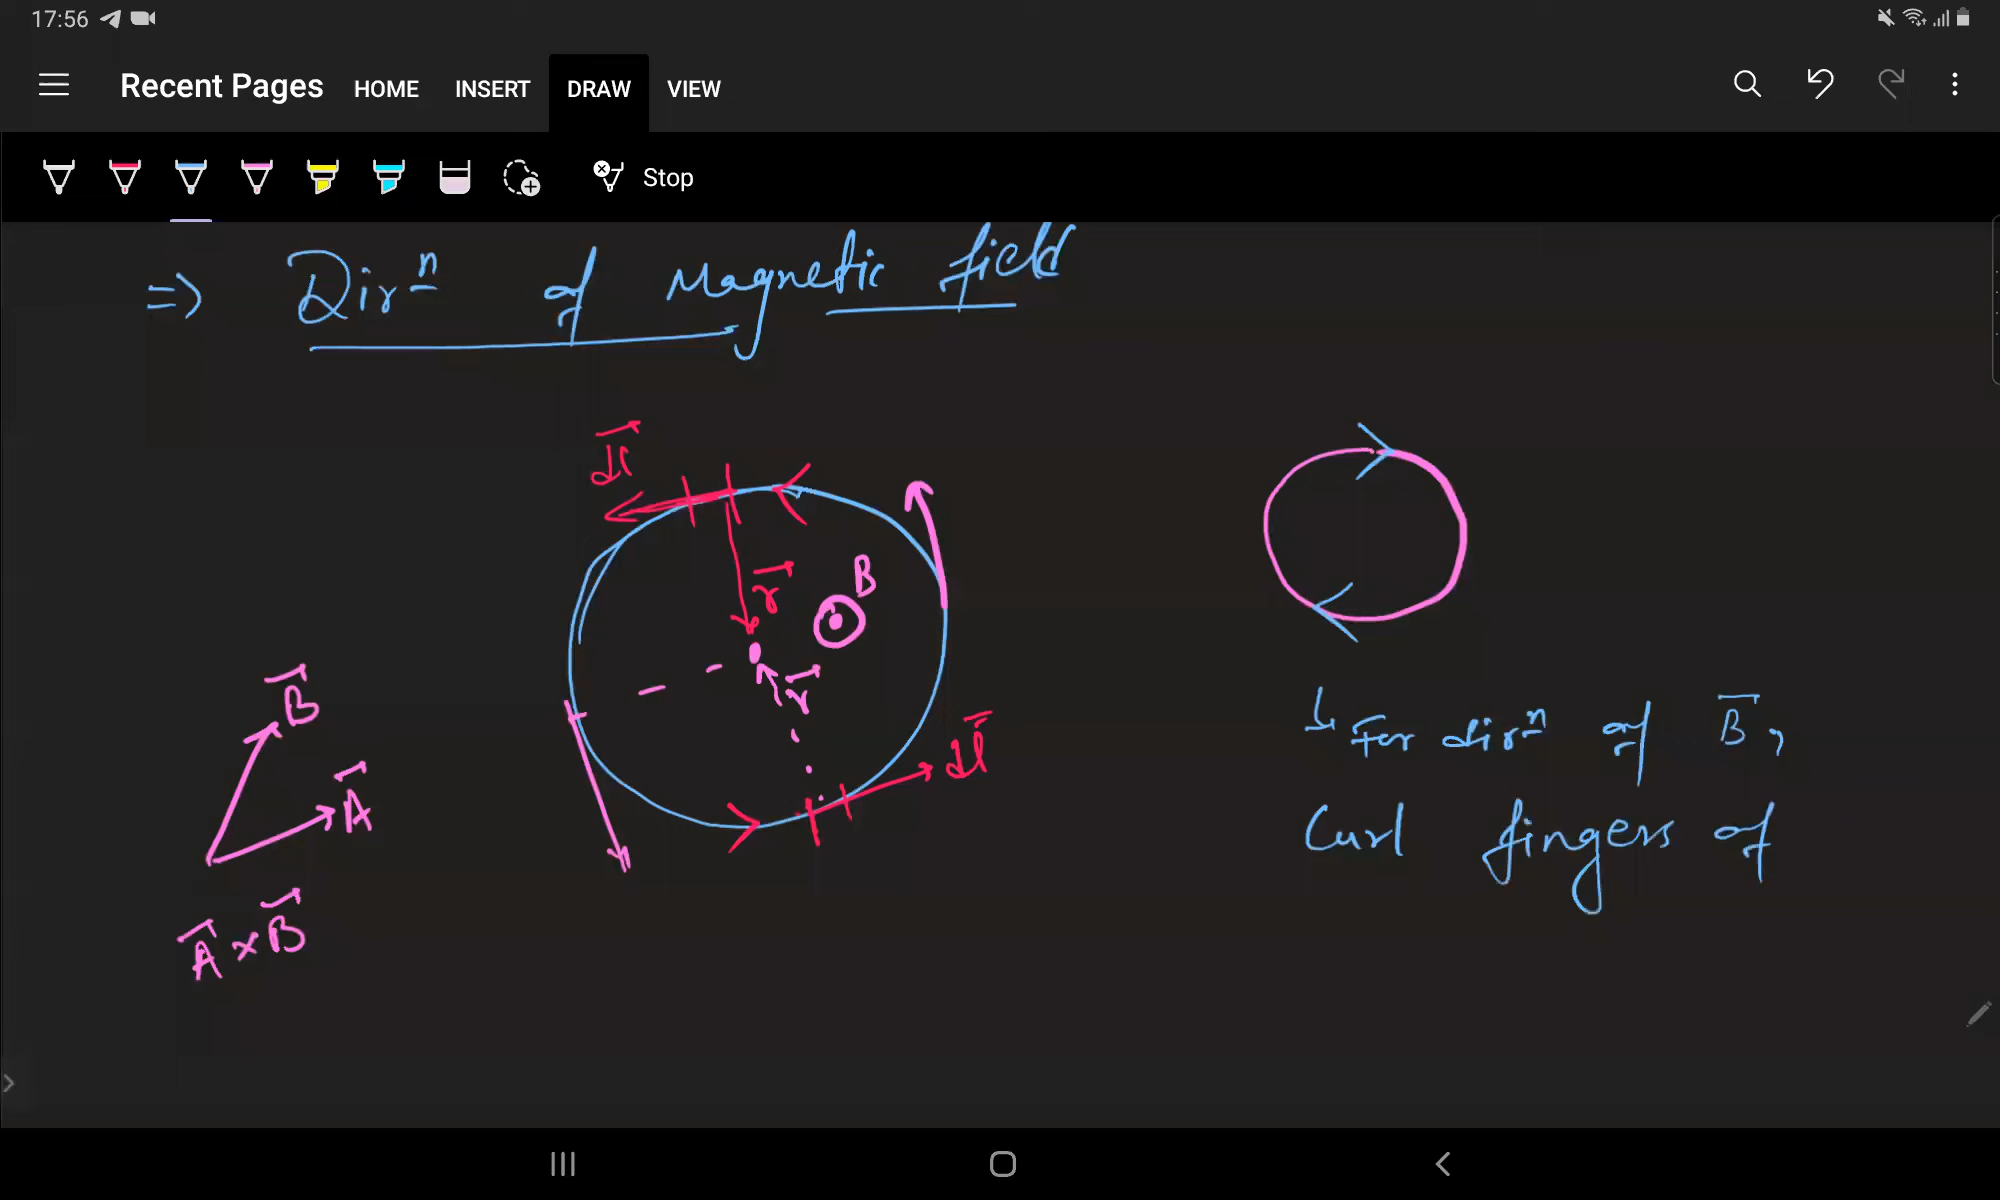 17:56
Recent Pages HOME INSERT DRAW VIEW
Stop
=> Dirⁿ of Magnetic field
dl
r
B
r
dl
B
A
A × B
↳ For dirⁿ of B,
Curl fingers of